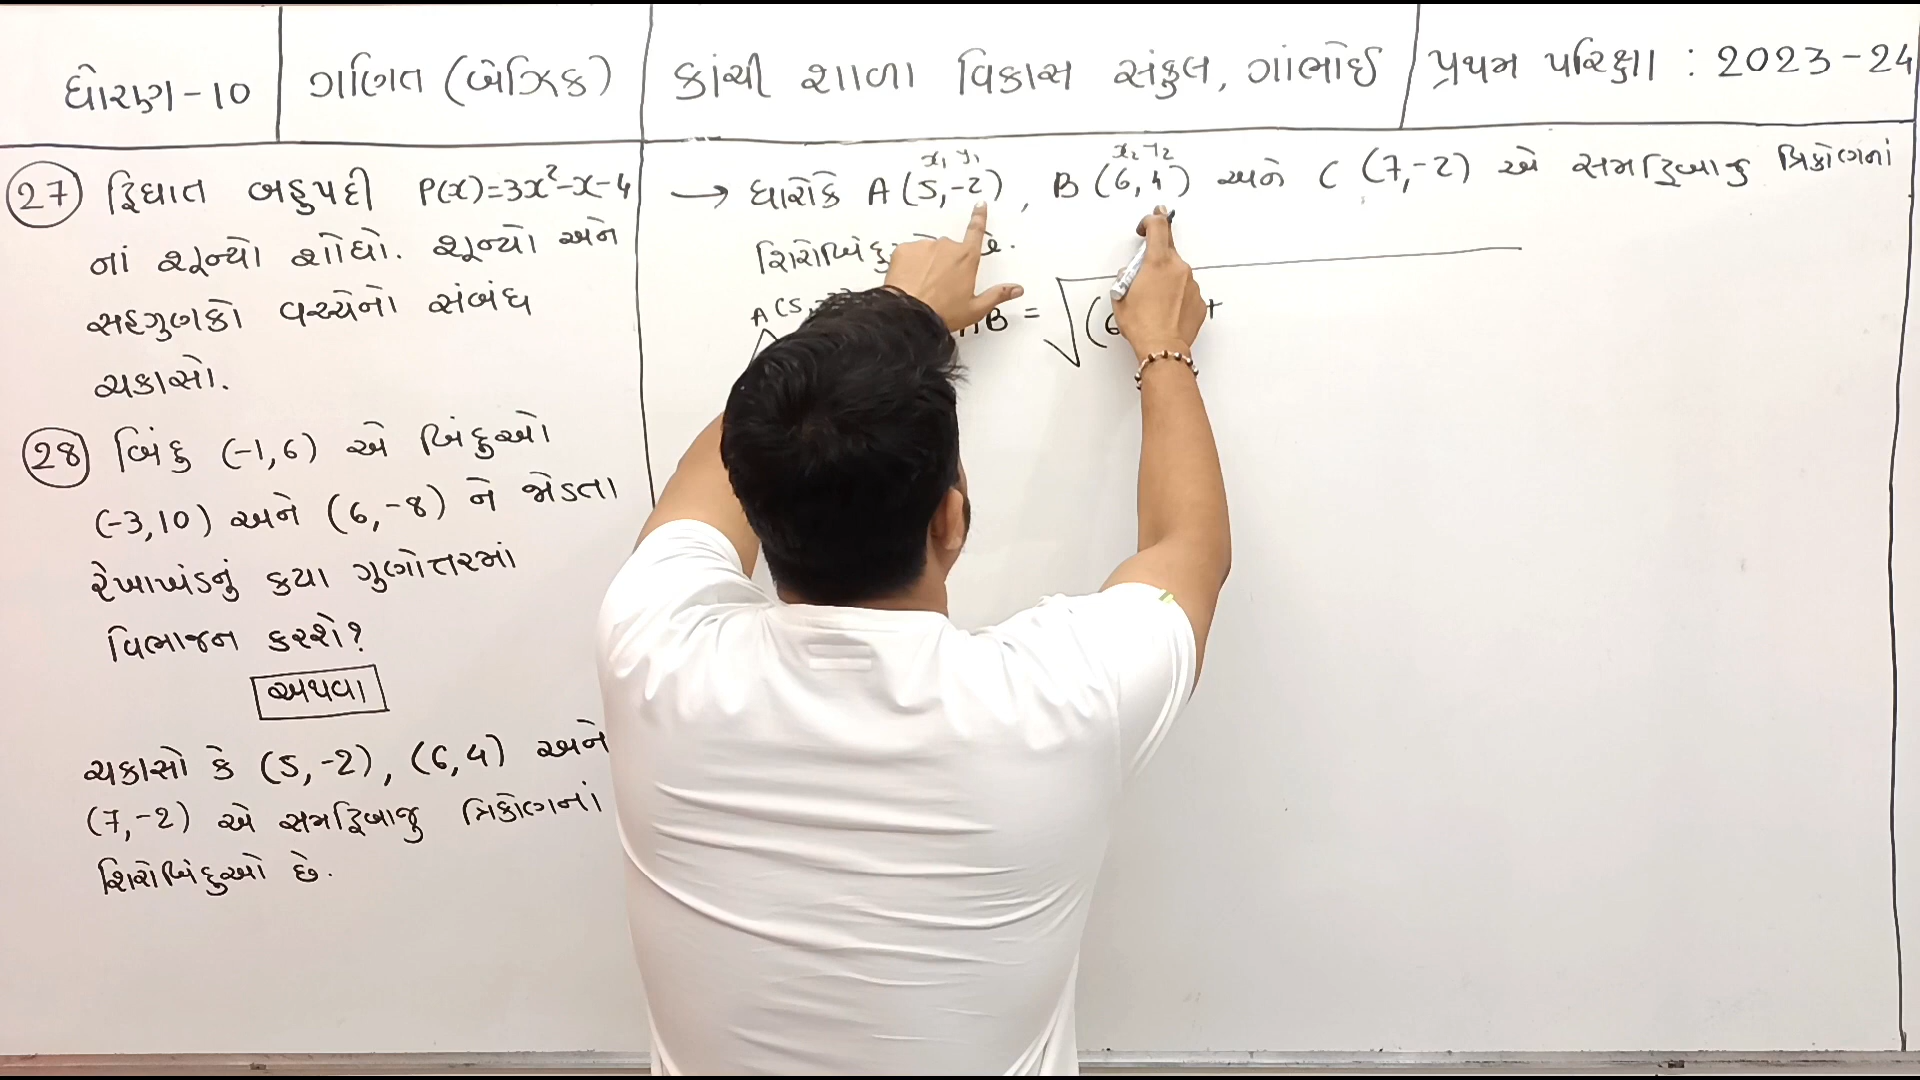 ધોરણ-10
ગણિત (બેઝિક)
કાંચી શાળા વિકાસ સંકુલ, ગાંભોઈ
પ્રથમ પરિક્ષા : 2023-24
27 દ્વિઘાત બહુપદી P(x)=3x²-x-4
નાં શૂન્યો શોધો. શૂન્યો અને
સહગુણકો વચ્ચેનો સંબંધ
ચકાસો.
28 બિંદુ (-1,6) એ બિંદુઓ
(-3,10) અને (6,-8) ને જોડતા
રેખાખંડનું કયા ગુણોત્તરમાં
વિભાજન કરશે?
અથવા
ચકાસો કે (5,-2), (6,4) અને
(7,-2) એ સમદ્વિબાજુ ત્રિકોણનાં
શિરોબિંદુઓ છે.
x₁ y₁ x₂ y₂
→ ધારોકે A (5,-2), B (6,4) અને C (7,-2) એ સમદ્વિબાજુ ત્રિકોણનાં
છે.
A(5,
B = √(6 +